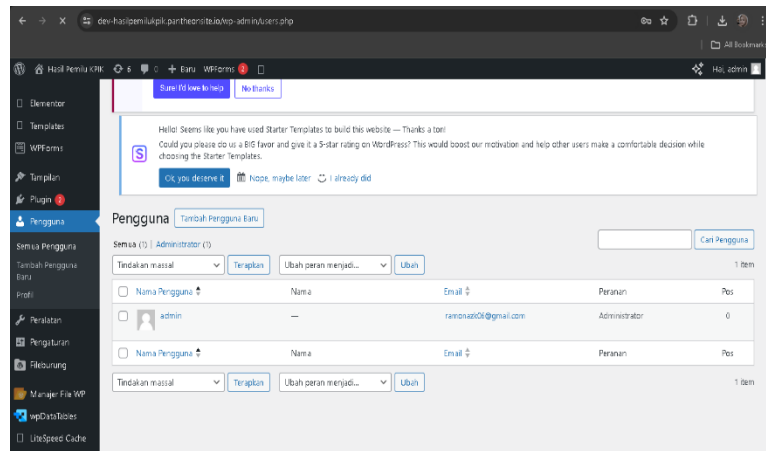 dev-hasilpemilukpik.pantheonsite.io/wp-admin/users.php
All Bookmarks
Hasil Pemilu KPIK 6 0 Baru WPForms 2 Hai, admin
Sure! I'd love to help No thanks
Elementor
Templates
WPForms
Tampilan
Plugin 2
Pengguna
Semua Pengguna
Tambah Pengguna
Baru
Profil
Peralatan
Pengaturan
Fileburung
Manajer File WP
wpDataTables
LiteSpeed Cache
Hello! Seems like you have used Starter Templates to build this website — Thanks a ton!
Could you please do us a BIG favor and give it a 5-star rating on WordPress? This would boost our motivation and help other users make a comfortable decision while
choosing the Starter Templates.
Ok, you deserve it Nope, maybe later I already did
Pengguna Tambah Pengguna Baru
Semua (1) | Administrator (1)
Cari Pengguna
Tindakan massal Terapkan Ubah peran menjadi... Ubah 1 item
Nama Pengguna Nama Email Peranan Pos
admin — ramonazk06@gmail.com Administrator 0
Nama Pengguna Nama Email Peranan Pos
Tindakan massal Terapkan Ubah peran menjadi... Ubah 1 item